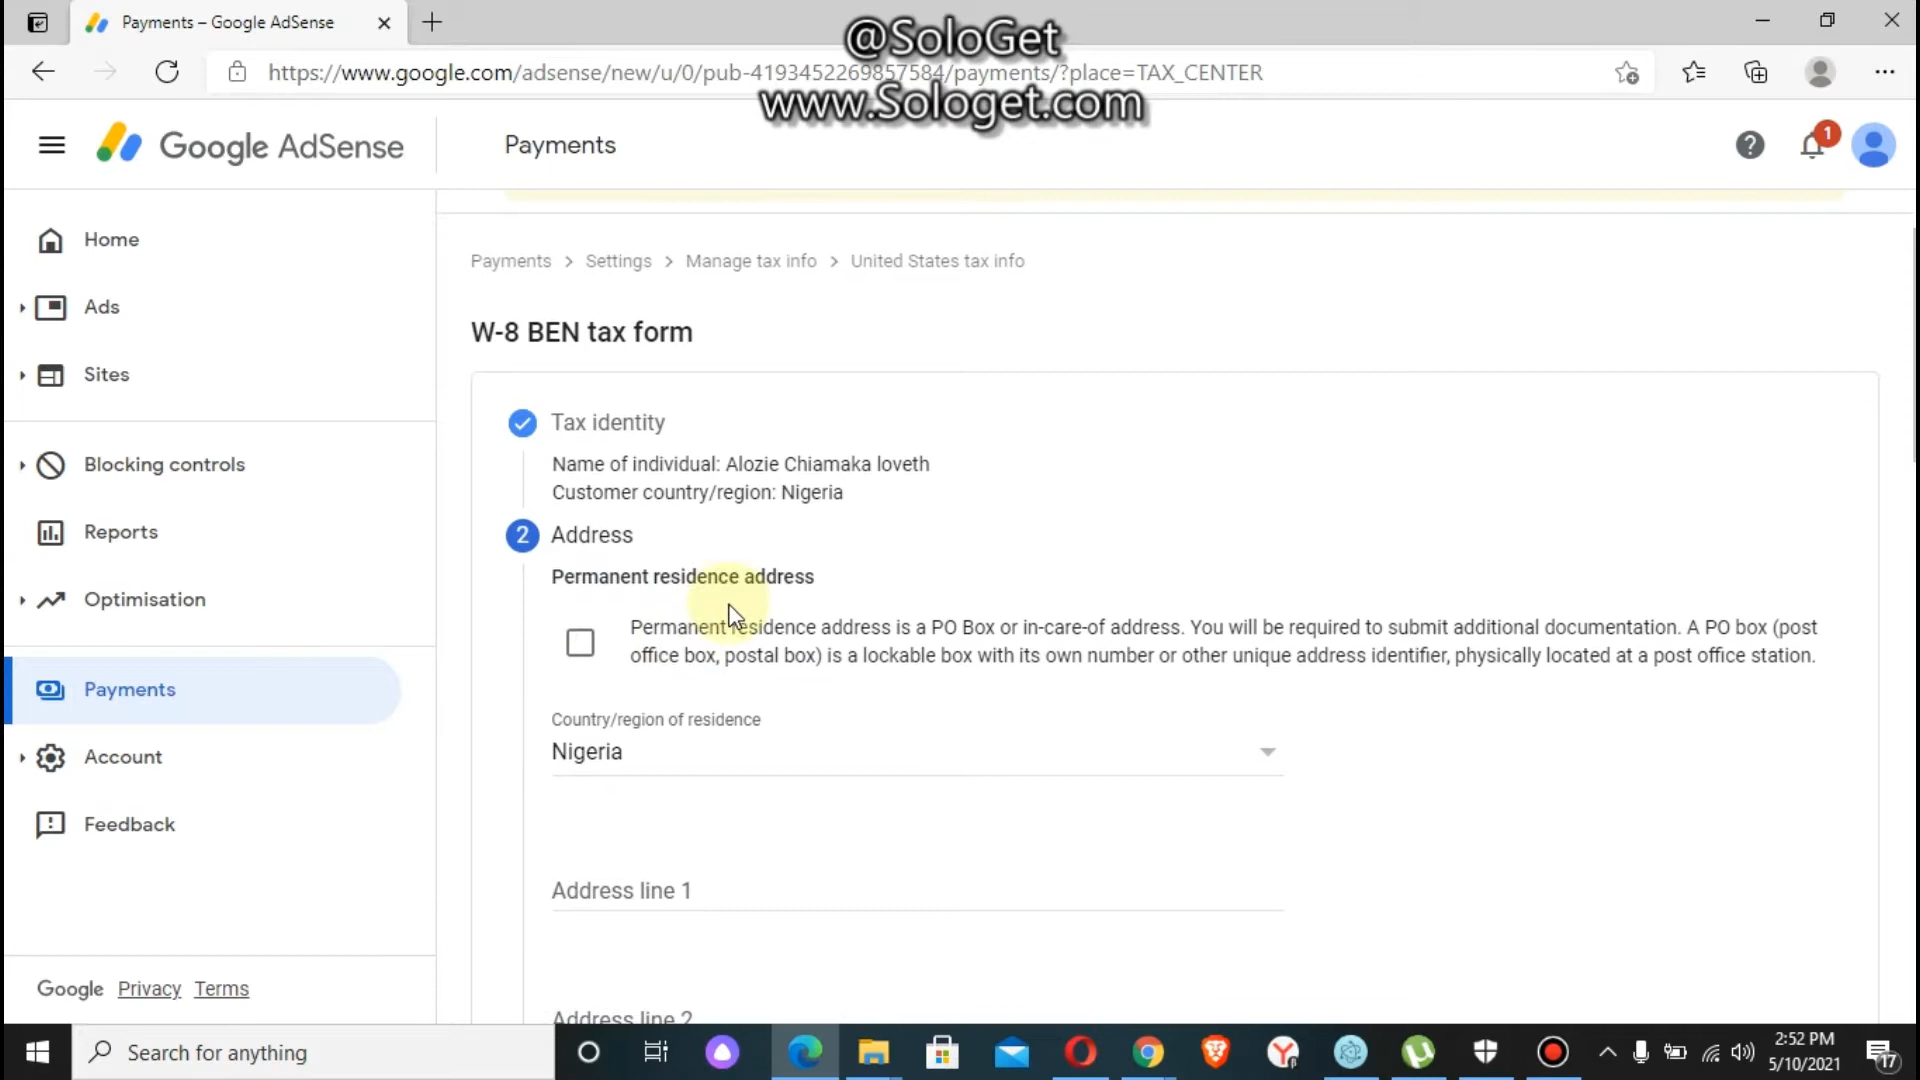 Payments – Google AdSense
@SoloGet
https://www.google.com/adsense/new/u/0/pub-4193452269857584/payments/?place=TAX_CENTER
www.Sologet.com
Google AdSense
Payments
1
Home
Ads
Sites
Blocking controls
Reports
Optimisation
Payments
Account
Feedback
Google Privacy Terms
Payments > Settings > Manage tax info > United States tax info
W-8 BEN tax form
Tax identity
Name of individual: Alozie Chiamaka loveth
Customer country/region: Nigeria
2 Address
Permanent residence address
Permanent residence address is a PO Box or in-care-of address. You will be required to submit additional documentation. A PO box (post
office box, postal box) is a lockable box with its own number or other unique address identifier, physically located at a post office station.
Country/region of residence
Nigeria
Address line 1
Address line 2
Search for anything
2:52 PM
5/10/2021
17